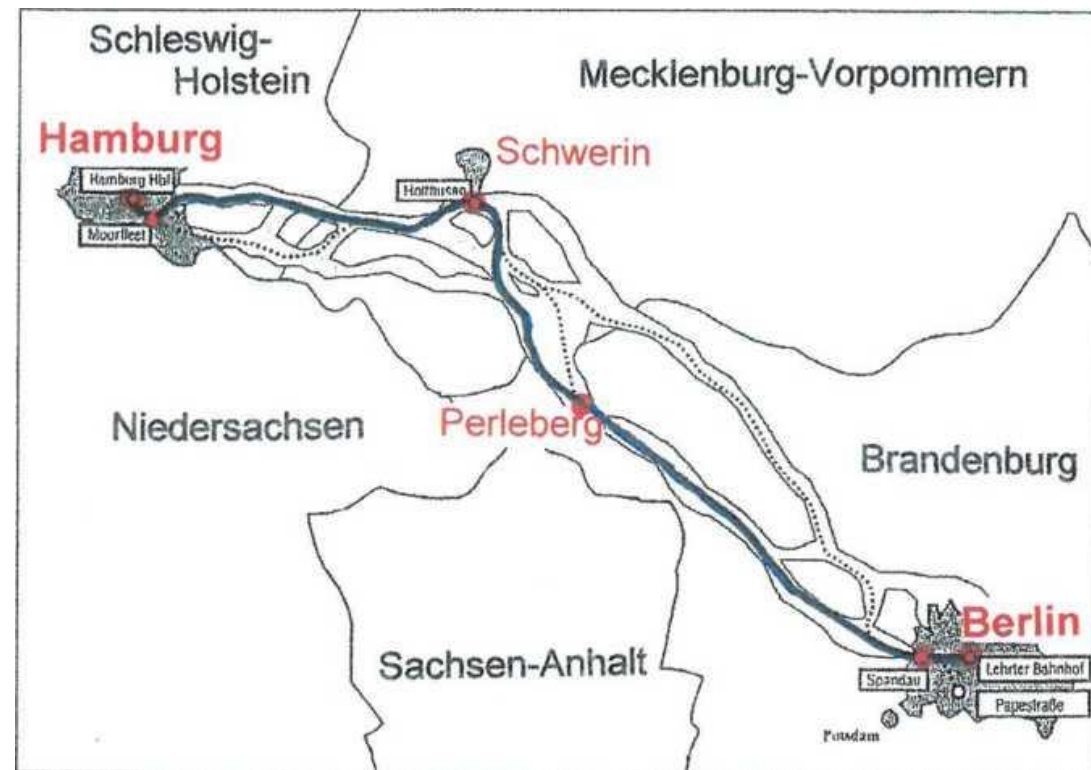 Schleswig-
Holstein
Mecklenburg-Vorpommern
Hamburg
Schwerin
Hamburg Hbf
Holthusen
Moorfleet
Niedersachsen
Perleberg
Brandenburg
Berlin
Sachsen-Anhalt
Spandau
Lehrter Bahnhof
Papestraße
Potsdam